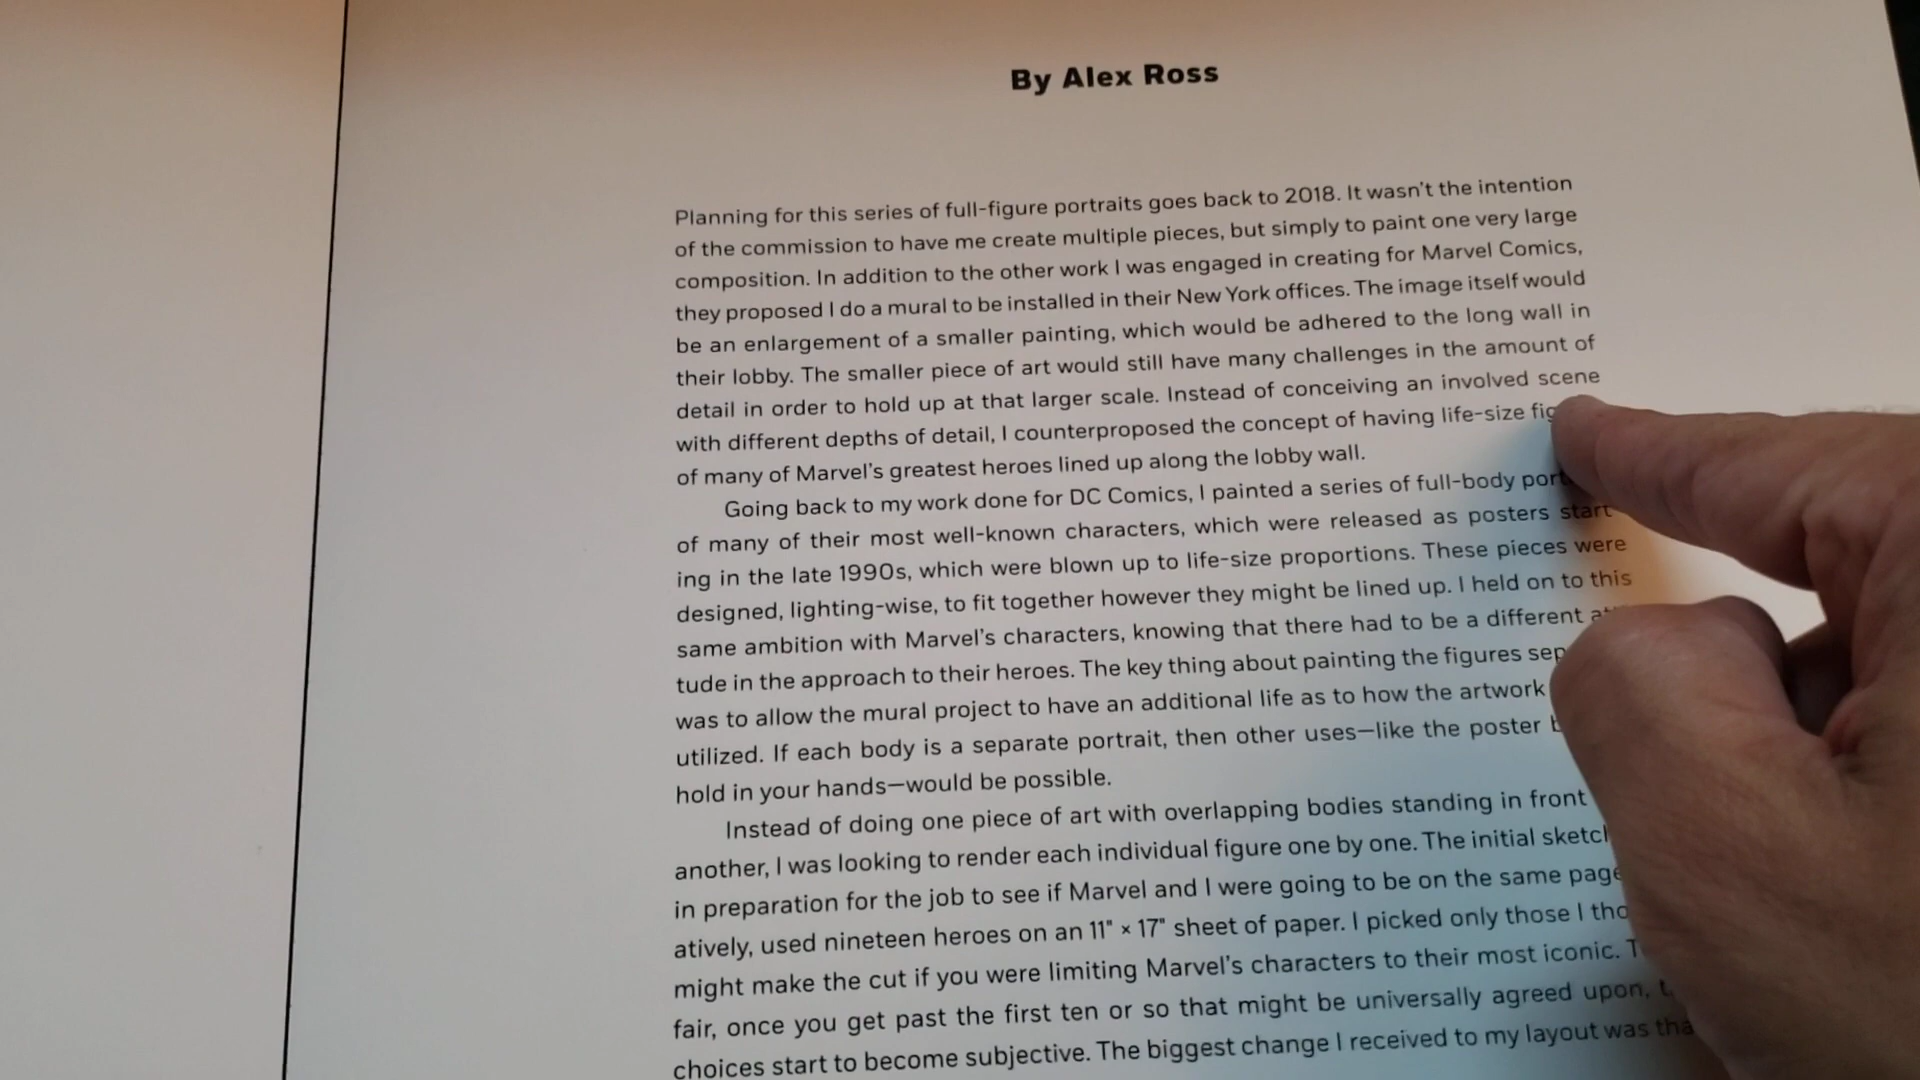 By Alex Ross
Planning for this series of full-figure portraits goes back to 2018. It wasn't the intention
of the commission to have me create multiple pieces, but simply to paint one very large
composition. In addition to the other work I was engaged in creating for Marvel Comics,
they proposed I do a mural to be installed in their New York offices. The image itself would
be an enlargement of a smaller painting, which would be adhered to the long wall in
their lobby. The smaller piece of art would still have many challenges in the amount of
detail in order to hold up at that larger scale. Instead of conceiving an involved scene
with different depths of detail, I counterproposed the concept of having life-size
of many of Marvel's greatest heroes lined up along the lobby wall.
Going back to my work done for DC Comics, I painted a series of full-body
of many of their most well-known characters, which were released as posters start
ing in the late 1990s, which were blown up to life-size proportions. These pieces were
designed, lighting-wise, to fit together however they might be lined up. I held on to this
same ambition with Marvel's characters, knowing that there had to be a different
tude in the approach to their heroes. The key thing about painting the figures
was to allow the mural project to have an additional life as to how the artwork
utilized. If each body is a separate portrait, then other uses—like the poster
hold in your hands—would be possible.
Instead of doing one piece of art with overlapping bodies standing in front
another, I was looking to render each individual figure one by one. The initial
in preparation for the job to see if Marvel and I were going to be on the same page
atively, used nineteen heroes on an 11" × 17" sheet of paper. I picked only those I
might make the cut if you were limiting Marvel's characters to their most iconic.
fair, once you get past the first ten or so that might be universally agreed upon,
choices start to become subjective. The biggest change I received to my layout was